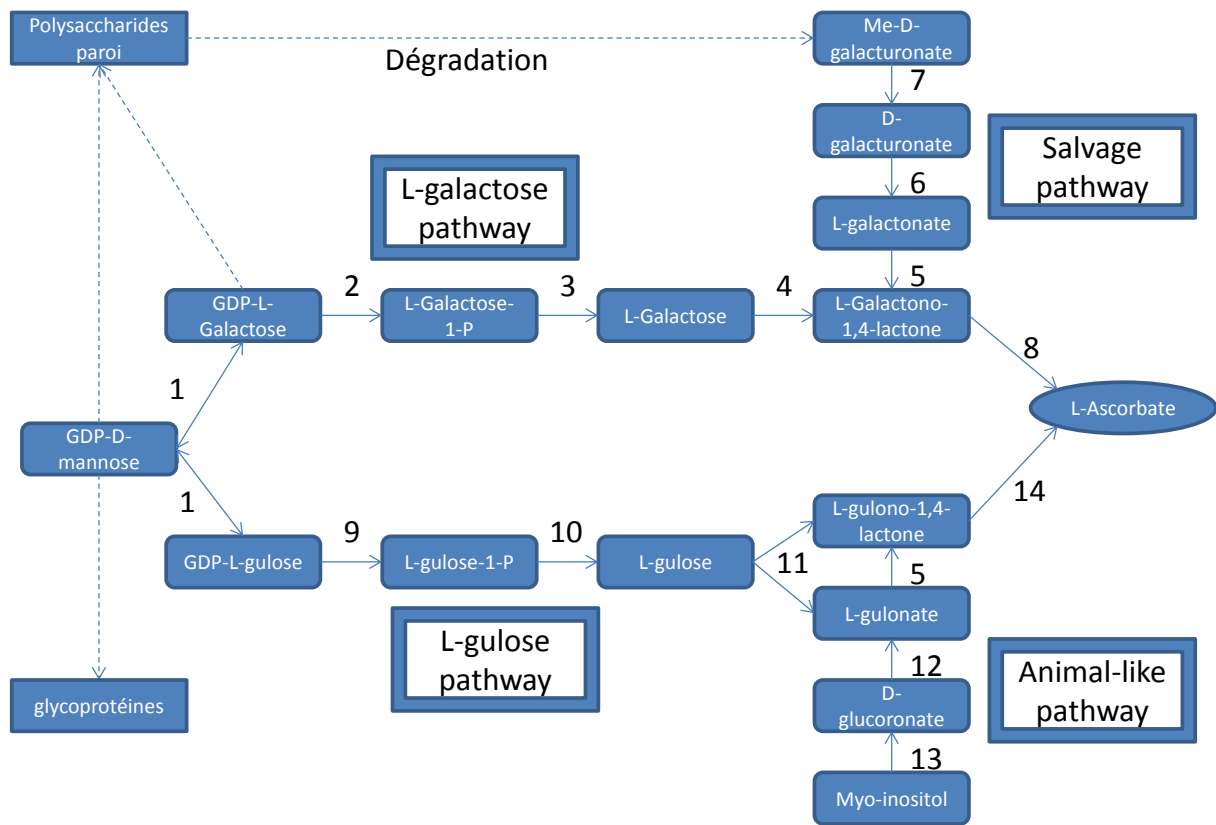 Polysaccharides
paroi
Dégradation
Me-D-
galacturonate
7
D-
galacturonate
Salvage
pathway
6
L-galactonate
L-galactose
pathway
5
GDP-L-
Galactose
2
L-Galactose-
1-P
3
L-Galactose
4
L-Galactono-
1,4-lactone
8
1
L-Ascorbate
GDP-D-
mannose
1
14
L-gulono-1,4-
lactone
GDP-L-gulose
9
L-gulose-1-P
10
L-gulose
11
5
L-gulonate
L-gulose
pathway
12
Animal-like
pathway
glycoprotéines
D-
glucoronate
13
Myo-inositol